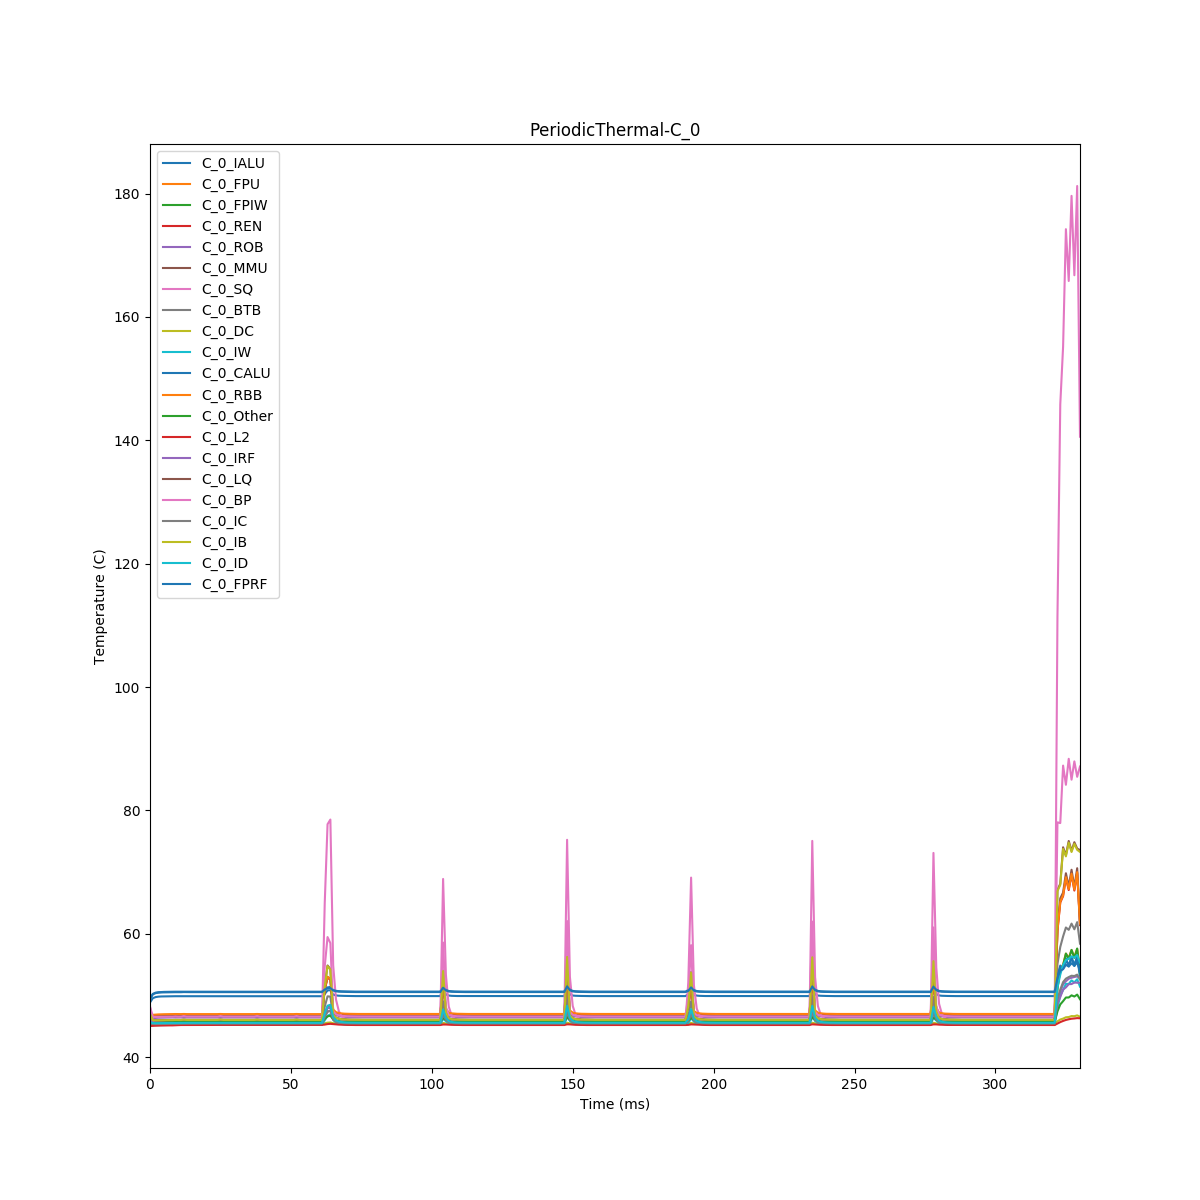 PeriodicThermal-C_0
C_0_IALU
C_0_FPU
C_0_FPIW
C_0_REN
C_0_ROB
C_0_MMU
C_0_SQ
C_0_BTB
C_0_DC
C_0_IW
C_0_CALU
C_0_RBB
C_0_Other
C_0_L2
C_0_IRF
C_0_LQ
C_0_BP
C_0_IC
C_0_IB
C_0_ID
C_0_FPRF
180
160
140
120
100
80
60
40
Temperature (C)
0 50 100 150 200 250 300
Time (ms)